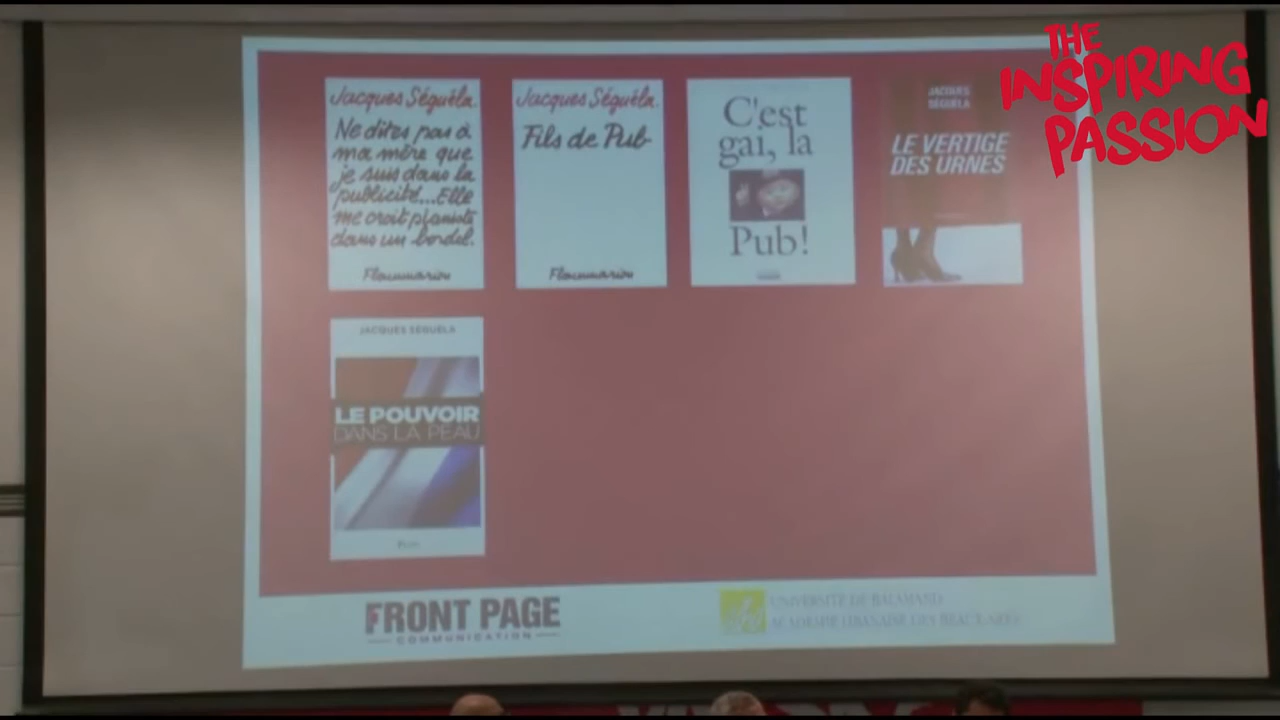 THE
INSPIRING
PASSION
Jacques Séguéla.
Ne dites pas à
ma mère que
je suis dans la
publicité...Elle
me croit pianiste
dans un bordel.
Flammarion
Jacques Séguéla.
Fils de Pub
Flammarion
C'est
gai, la
Pub!
JACQUES
SÉGUÉLA
LE VERTIGE
DES URNES
JACQUES SÉGUÉLA
LE POUVOIR
DANS LA PEAU
Plon
FRONT PAGE
COMMUNICATION
UNIVERSITÉ DE BALAMAND
ACADÉMIE LIBANAISE DES BEAUX-ARTS